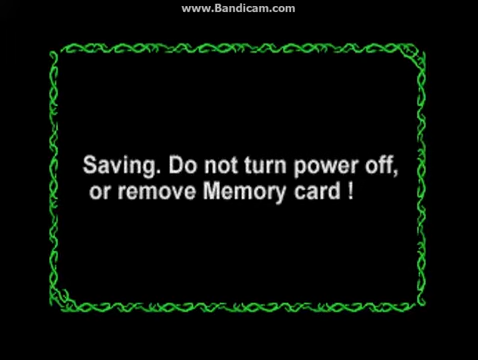 www.Bandicam.com
Saving. Do not turn power off,
or remove Memory card !